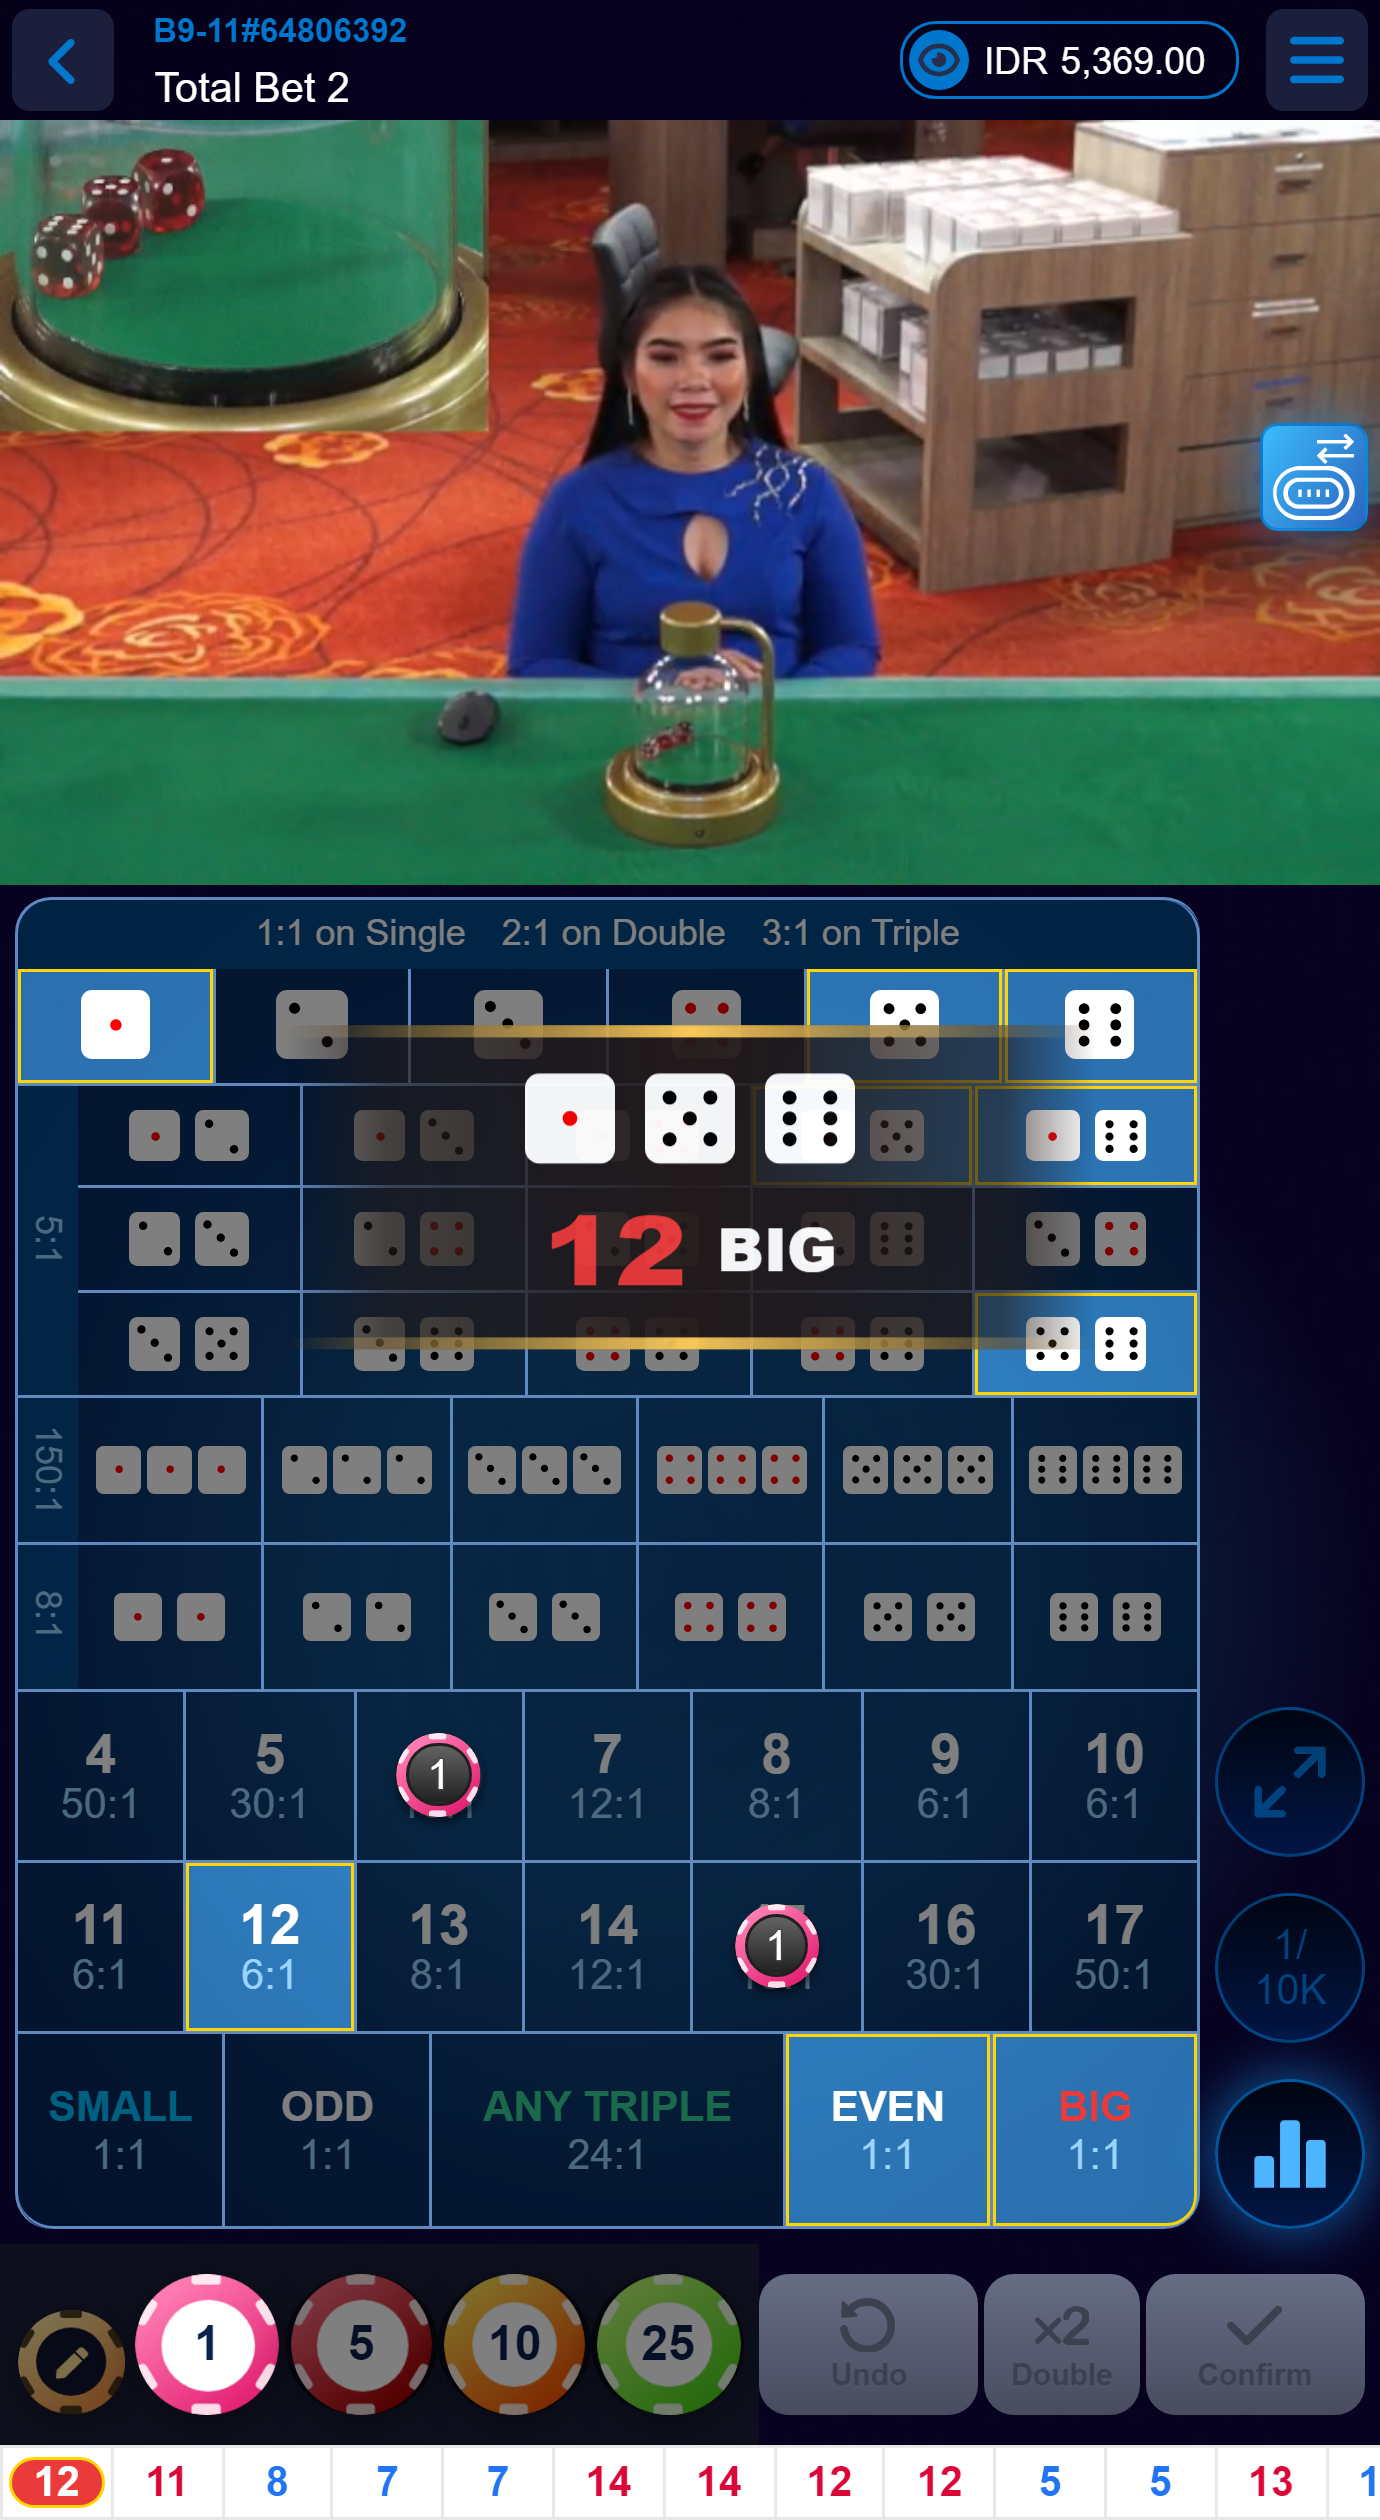 B9-11#64806392
Total Bet 2
IDR 5,369.00
1:1 on Single 2:1 on Double 3:1 on Triple
12 BIG
5:1
150:1
8:1
4 5 1 7 8 9 10
50:1 30:1 12:1 8:1 6:1 6:1
11 12 13 14 1 16 17
6:1 6:1 8:1 12:1 30:1 50:1
1/
10K
SMALL ODD ANY TRIPLE EVEN BIG
1:1 1:1 24:1 1:1 1:1
1 5 10 25
x2
Undo Double Confirm
12 11 8 7 7 14 14 12 12 5 5 13